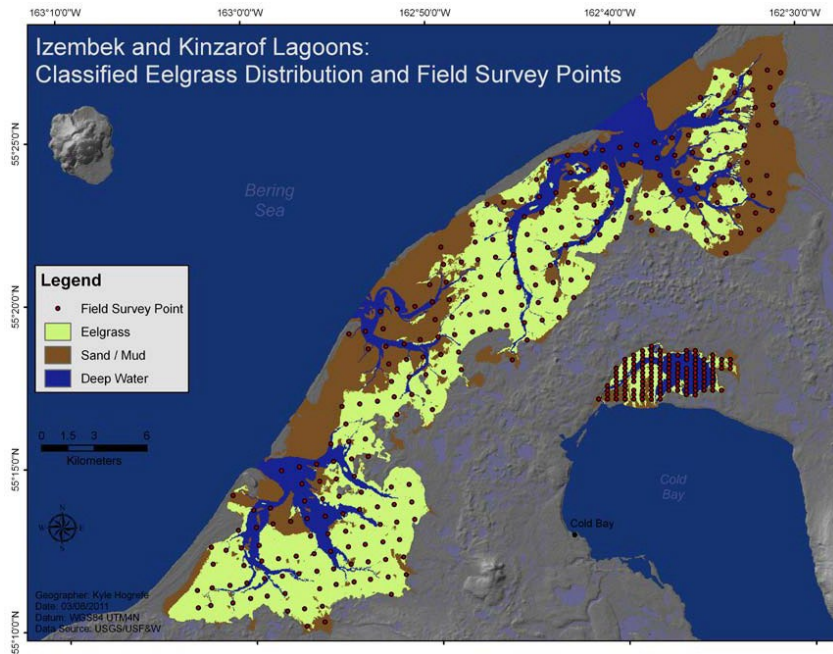 163°10'0"W
163°0'0"W
162°50'0"W
162°40'0"W
162°30'0"W
Izembek and Kinzarof Lagoons:
Classified Eelgrass Distribution and Field Survey Points
55°25'0"N
Bering
Sea
Legend
Field Survey Point
Eelgrass
Sand / Mud
Deep Water
55°20'0"N
0 1.5 3 6
Kilometers
55°15'0"N
Cold
Bay
Cold Bay
N
W E
S
Geographer: Kyle Hogrefe
Date: 03/08/2011
Datum: WGS84 UTM4N
Data Source: USGS/USF&W
55°10'0"N